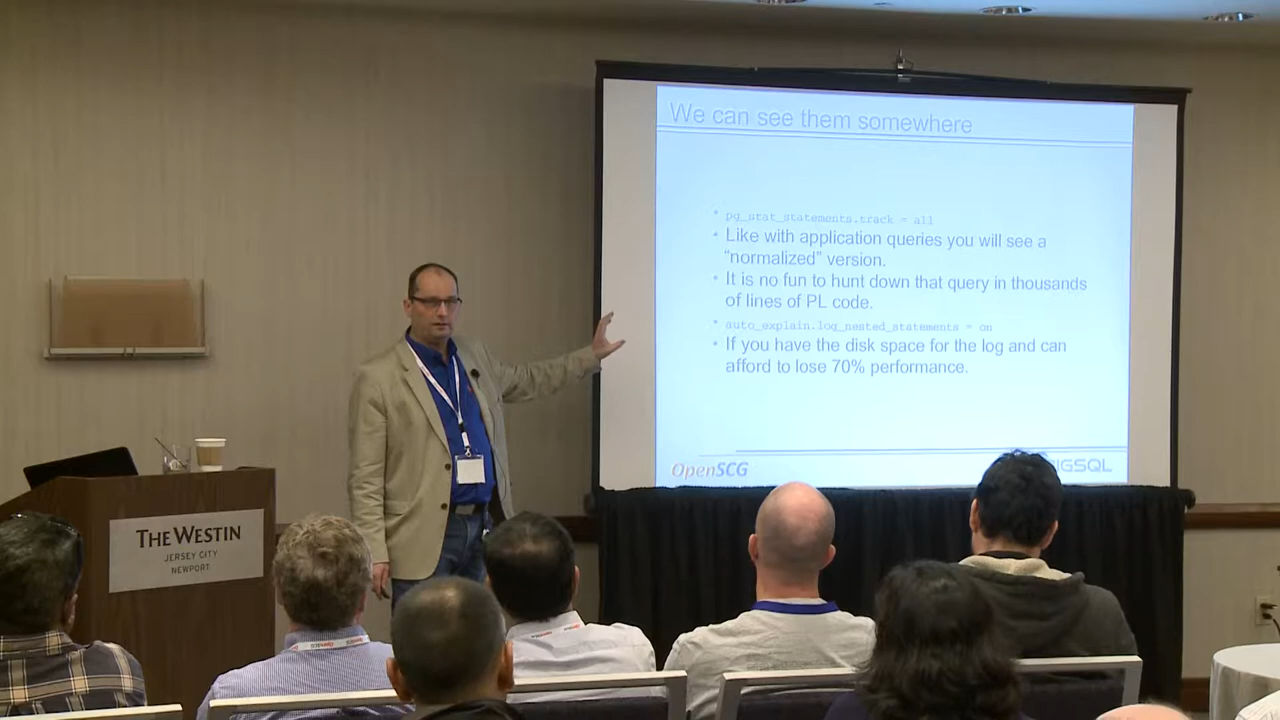 We can see them somewhere
pg_stat_statements.track = all
Like with application queries you will see a
“normalized” version.
It is no fun to hunt down that query in thousands
of lines of PL code.
auto_explain.log_nested_statements = on
If you have the disk space for the log and can
afford to lose 70% performance.
OpenSCG
IGSQL
THE WESTIN
JERSEY CITY
NEWPORT